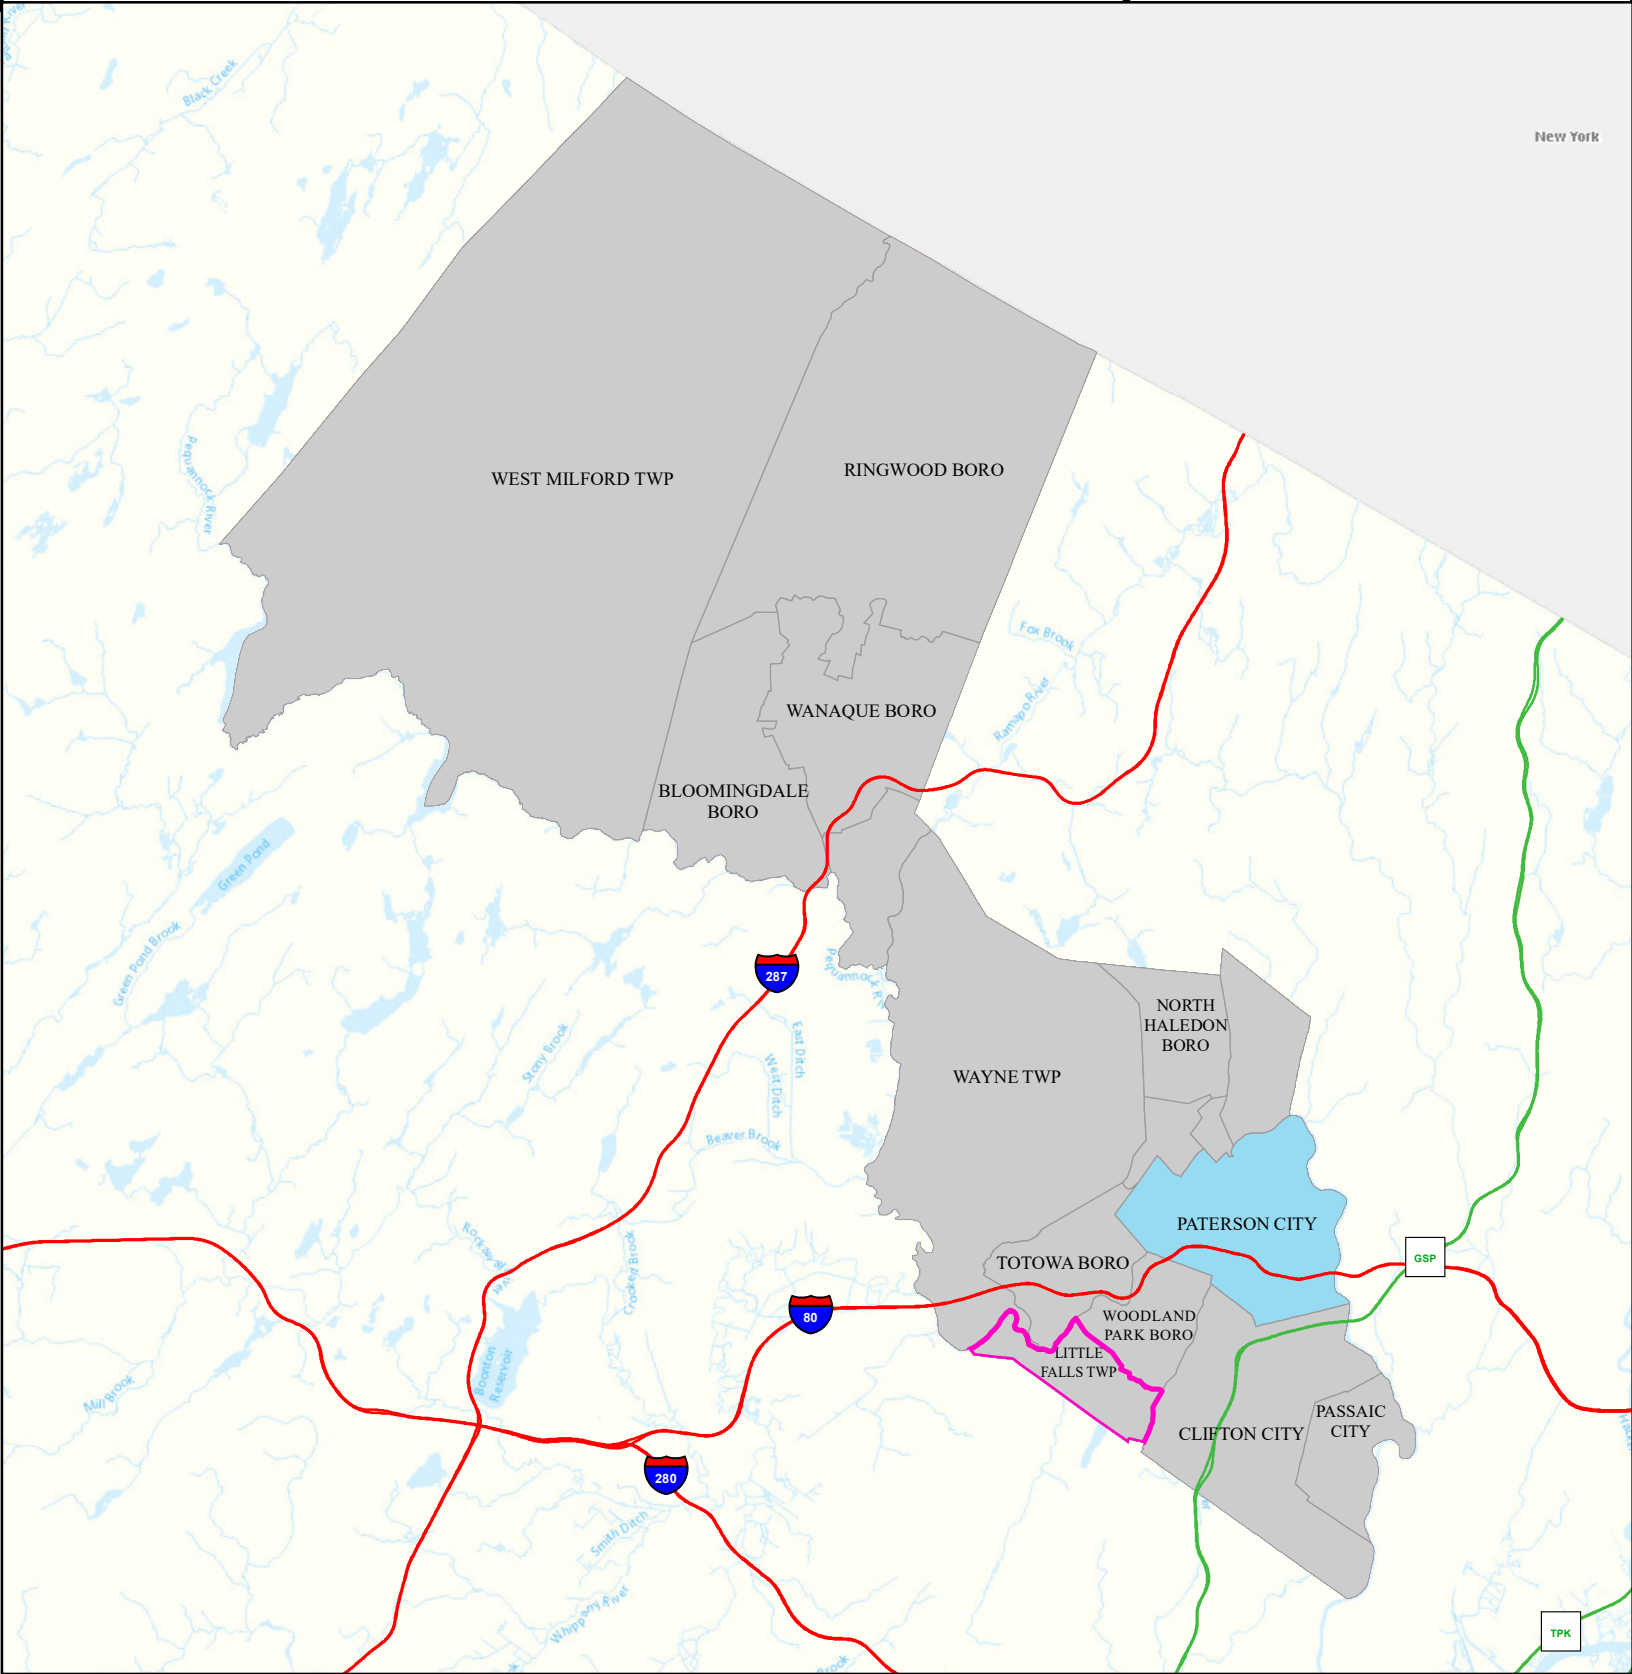 Black Creek
New York
Pequannock River
WEST MILFORD TWP
RINGWOOD BORO
Fox Brook
Ramapo River
WANAQUE BORO
BLOOMINGDALE
BORO
Green Pond
Green Pond Brook
287
Pequannock
NORTH
HALEDON
BORO
Stony Brook
East Ditch
West Ditch
WAYNE TWP
Beaver Brook
PATERSON CITY
Rockaway
Crooked Brook
TOTOWA BORO
GSP
80
WOODLAND
PARK BORO
LITTLE
FALLS TWP
Boonton
Reservoir
Mill Brook
PASSAIC
CITY
CLIFTON CITY
280
Smith Ditch
Whippany River
TPK
Brook